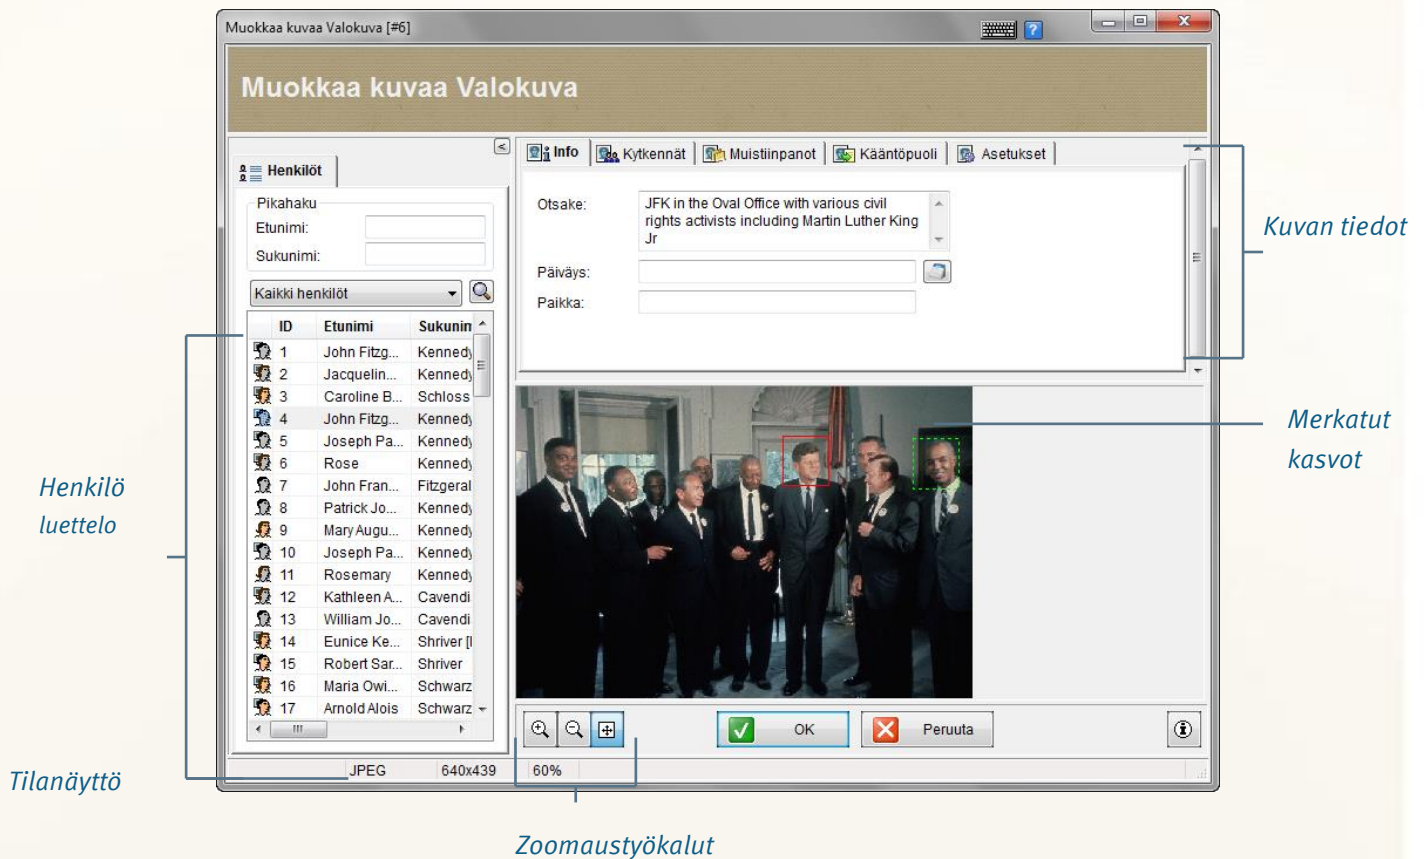 Muokkaa kuvaa Valokuva [#6]
Muokkaa kuvaa Valokuva
Henkilöt
Pikahaku
Etunimi:
Sukunimi:
Kaikki henkilöt
ID Etunimi Sukunim
1 John Fitzg... Kennedy
2 Jacquelin... Kennedy
3 Caroline B... Schloss
4 John Fitzg... Kennedy
5 Joseph Pa... Kennedy
6 Rose Kennedy
7 John Fran... Fitzgeral
8 Patrick Jo... Kennedy
9 Mary Augu... Kennedy
10 Joseph Pa... Kennedy
11 Rosemary Kennedy
12 Kathleen A... Cavendi
13 William Jo... Cavendi
14 Eunice Ke... Shriver [
15 Robert Sar... Shriver
16 Maria Owi... Schwarz
17 Arnold Alois Schwarz
Info Kytkennät Muistiinpanot Kääntöpuoli Asetukset
Otsake:
JFK in the Oval Office with various civil
rights activists including Martin Luther King
Jr
Päiväys:
Paikka:
OK Peruuta
JPEG 640x439 60%
Kuvan tiedot
Merkatut
kasvot
Henkilö
luettelo
Tilanäyttö
Zoomaustyökalut